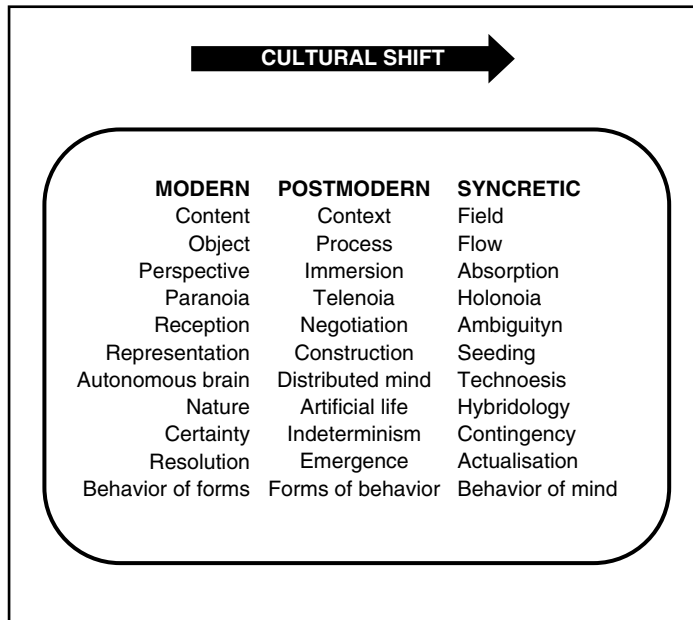 CULTURAL SHIFT
MODERN POSTMODERN SYNCRETIC
Content Context Field
Object Process Flow
Perspective Immersion Absorption
Paranoia Telenoia Holonoia
Reception Negotiation Ambiguityn
Representation Construction Seeding
Autonomous brain Distributed mind Technoesis
Nature Artificial life Hybridology
Certainty Indeterminism Contingency
Resolution Emergence Actualisation
Behavior of forms Forms of behavior Behavior of mind